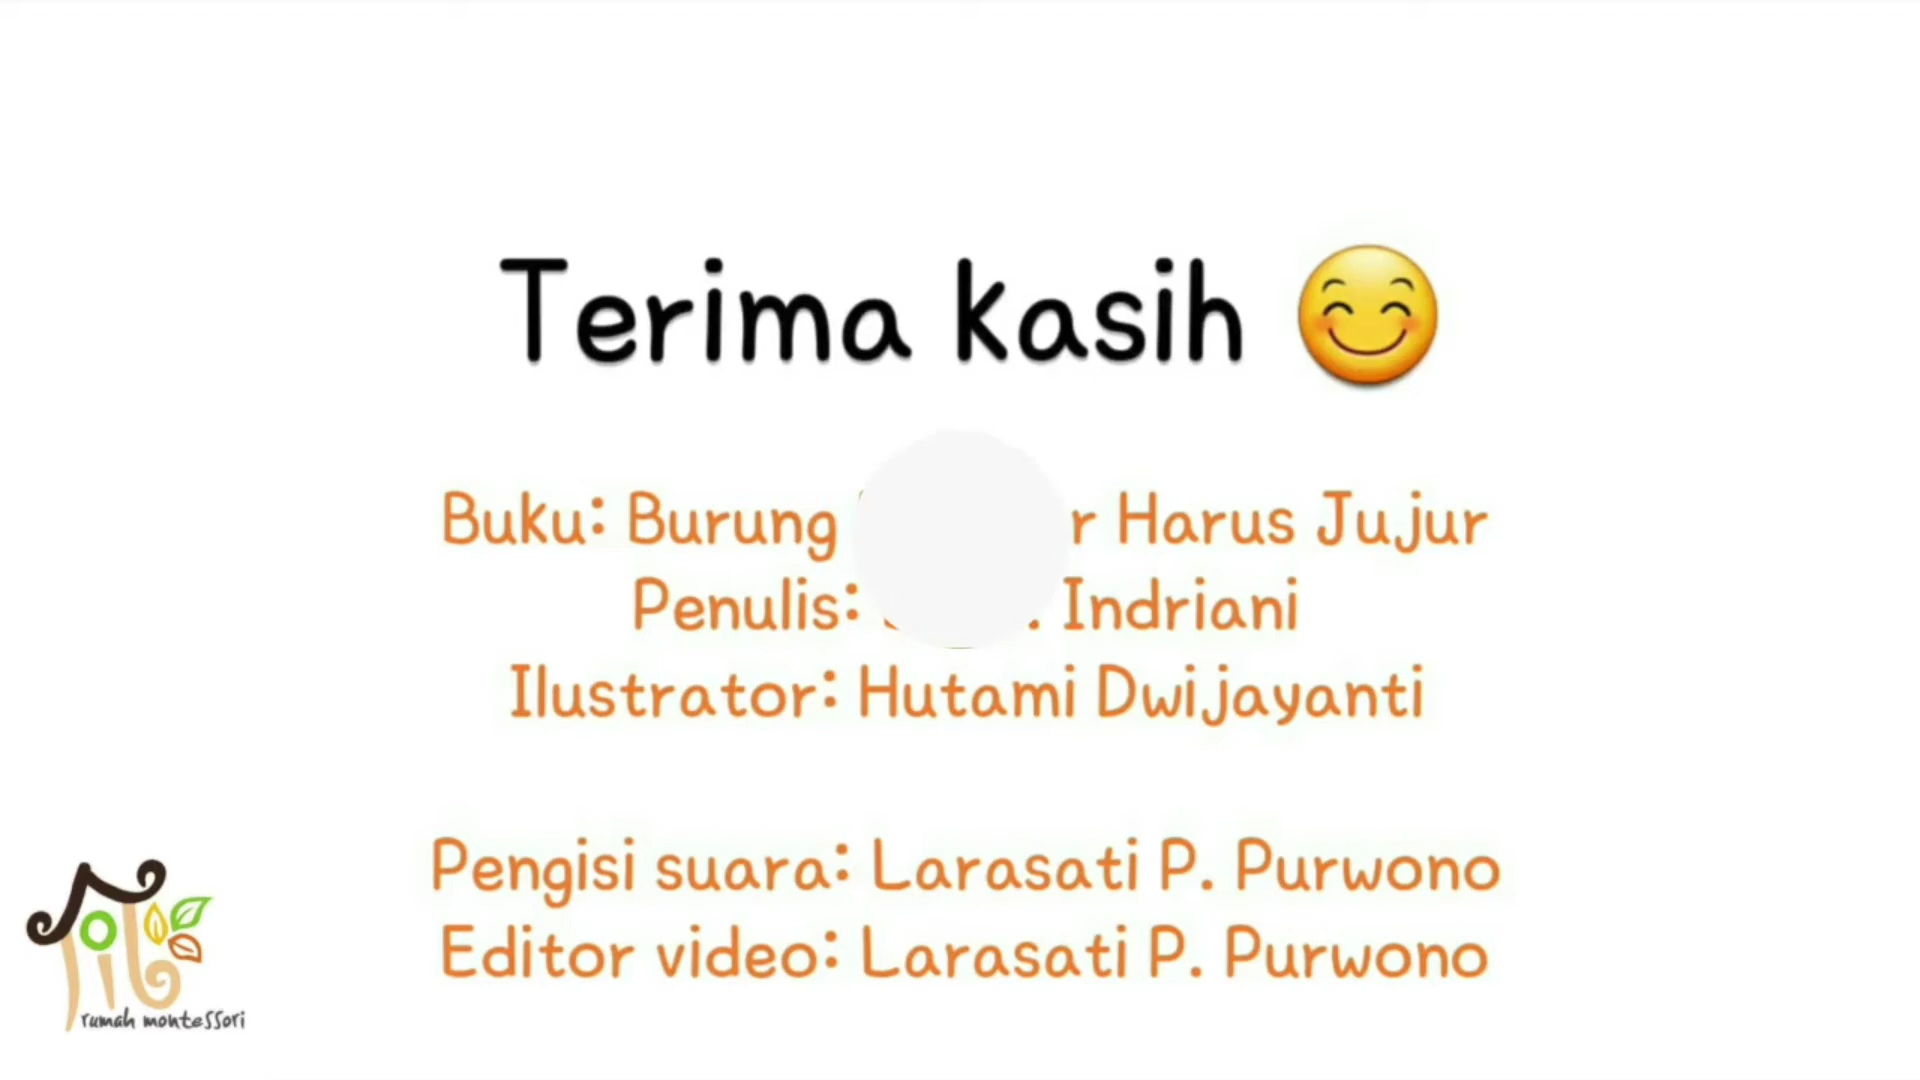 Terima kasih 😊
Buku: Burung Harus Jujur
Penulis: Indriani
Ilustrator: Hutami Dwijayanti
Pengisi suara: Larasati P. Purwono
Editor video: Larasati P. Purwono
rumah montessori